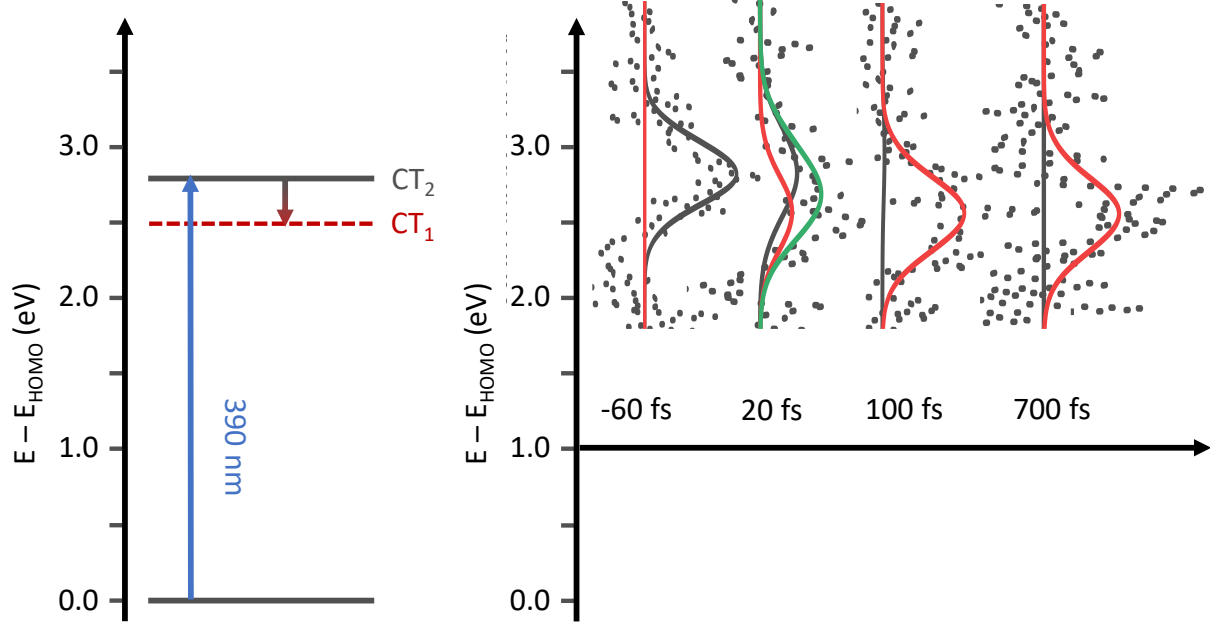 E – E_HOMO (eV)
3.0
2.0
1.0
0.0
CT₂
CT₁
390 nm
E – E_HOMO (eV)
3.0
2.0
1.0
0.0
-60 fs
20 fs
100 fs
700 fs